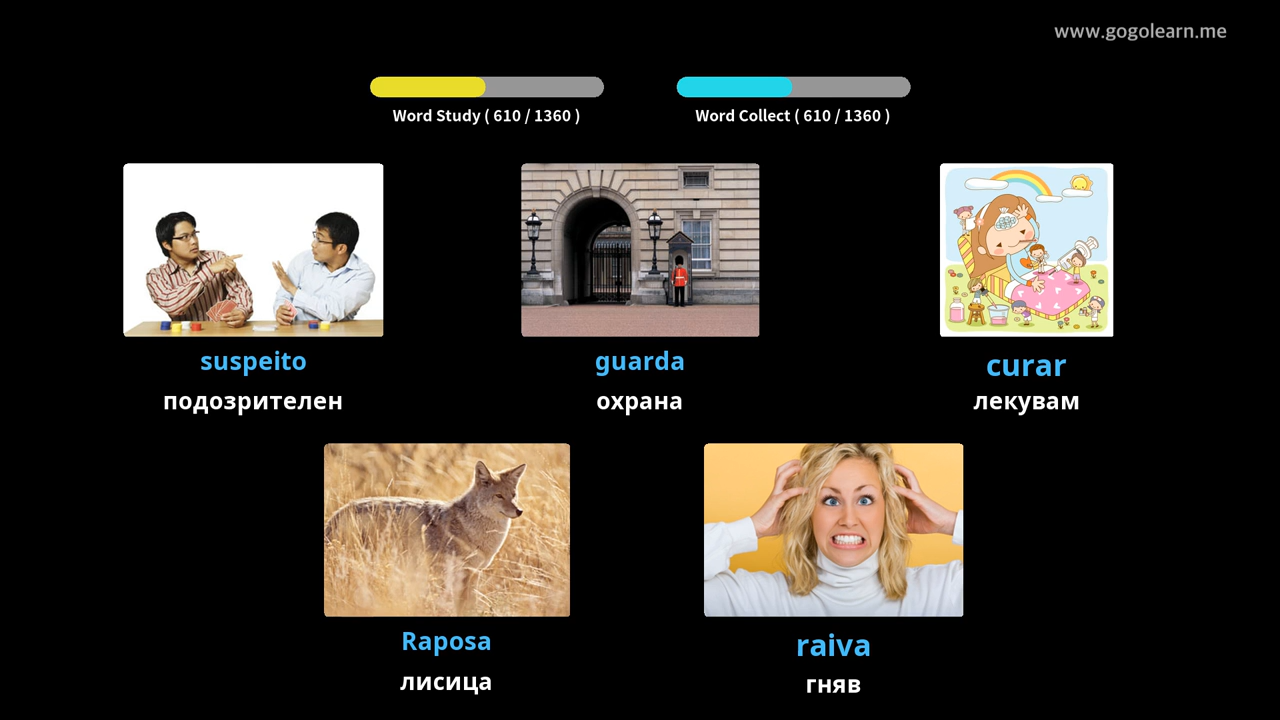 www.gogolearn.me
Word Study ( 610 / 1360 )
Word Collect ( 610 / 1360 )
suspeito
guarda
curar
подозрителен
охрана
лекувам
Raposa
raiva
лисица
гняв